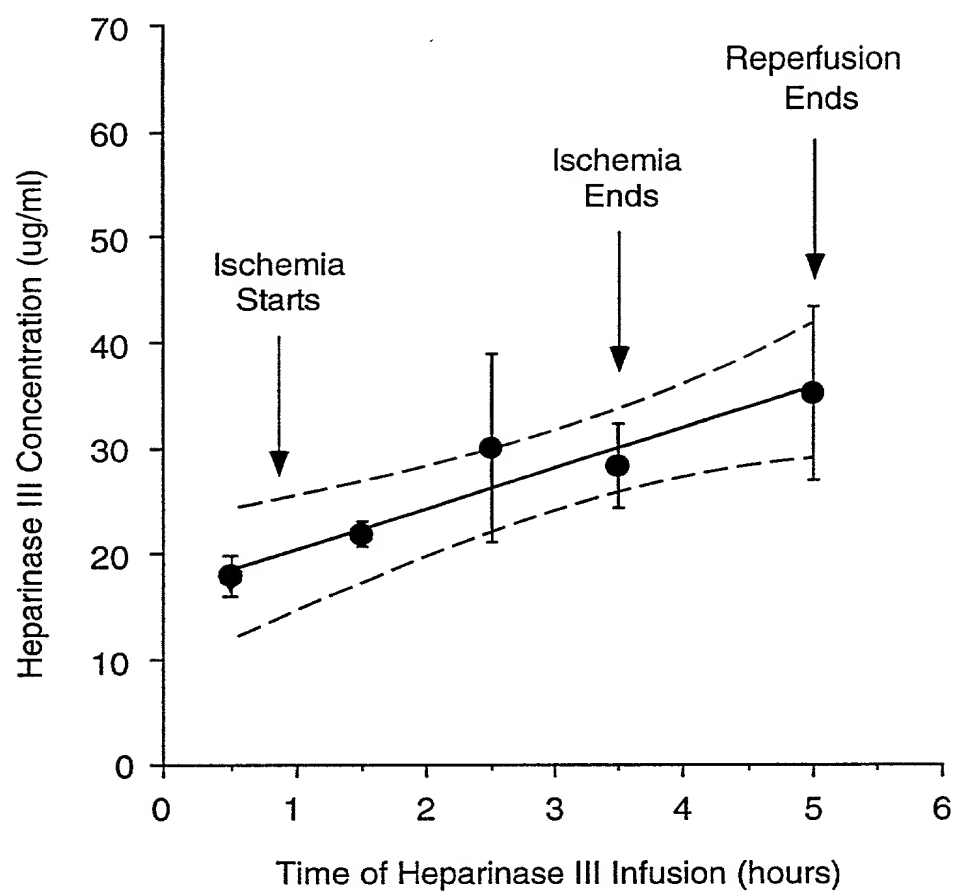 70
60
50
40
30
20
10
0
0 1 2 3 4 5 6
Heparinase III Concentration (ug/ml)
Time of Heparinase III Infusion (hours)
Ischemia
Starts
Ischemia
Ends
Reperfusion
Ends